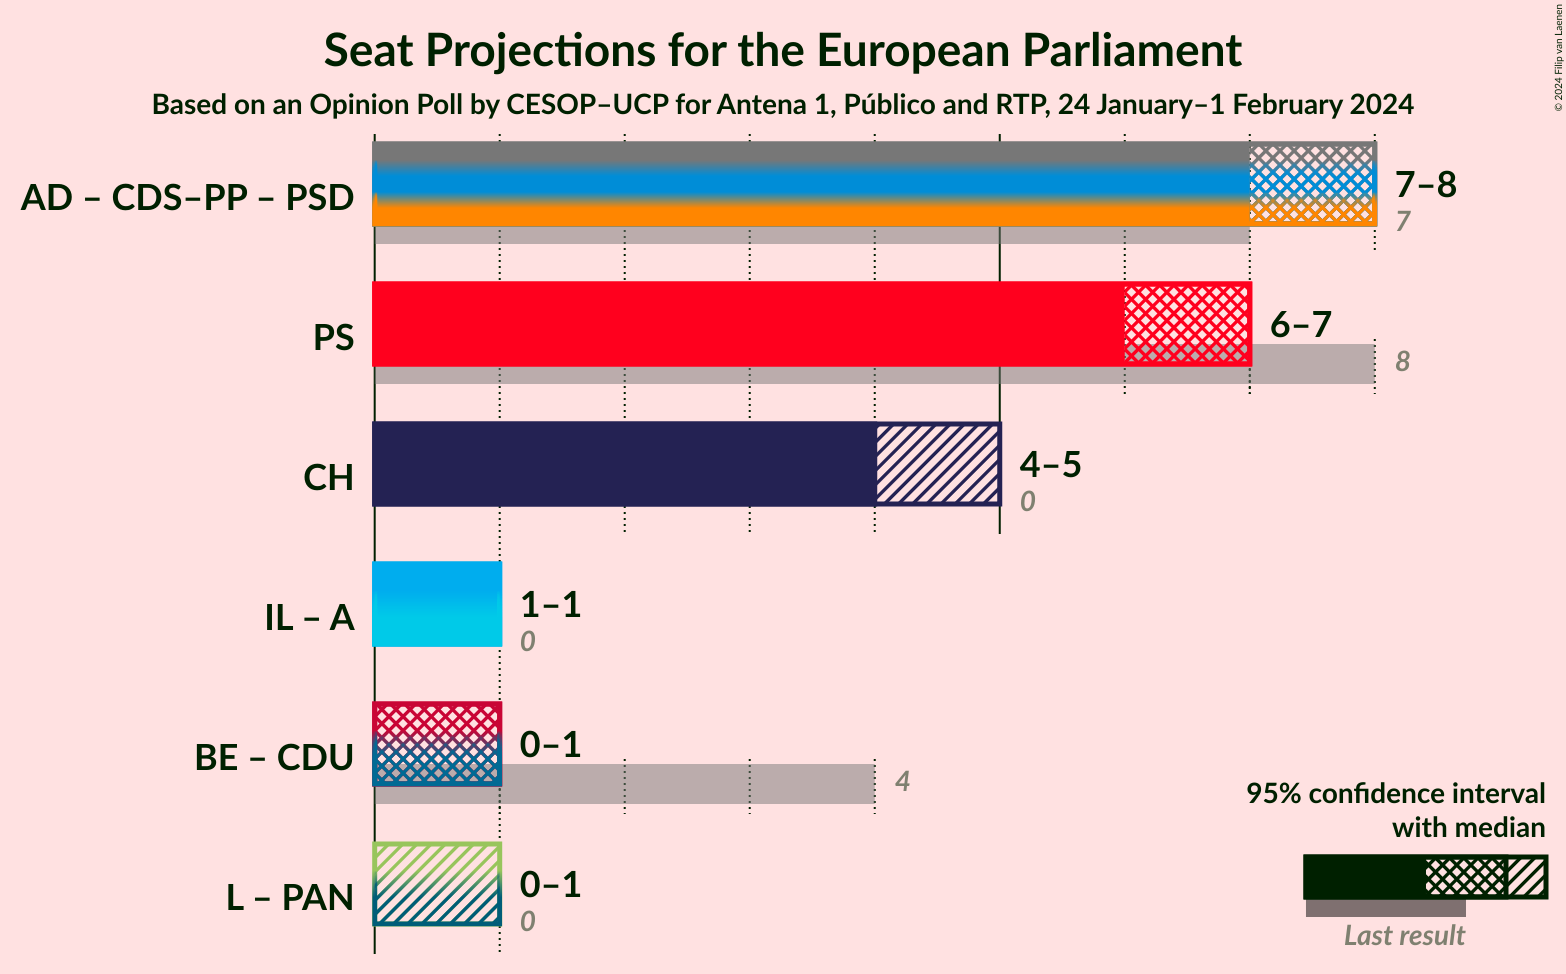 Seat Projections for the European Parliament
Based on an Opinion Poll by CESOP–UCP for Antena 1, Público and RTP, 24 January–1 February 2024
© 2024 Filip van Laenen
AD – CDS–PP – PSD
7–8
7
PS
6–7
8
CH
4–5
0
IL – A
1–1
0
BE – CDU
0–1
4
L – PAN
0–1
0
95% confidence interval
with median
Last result